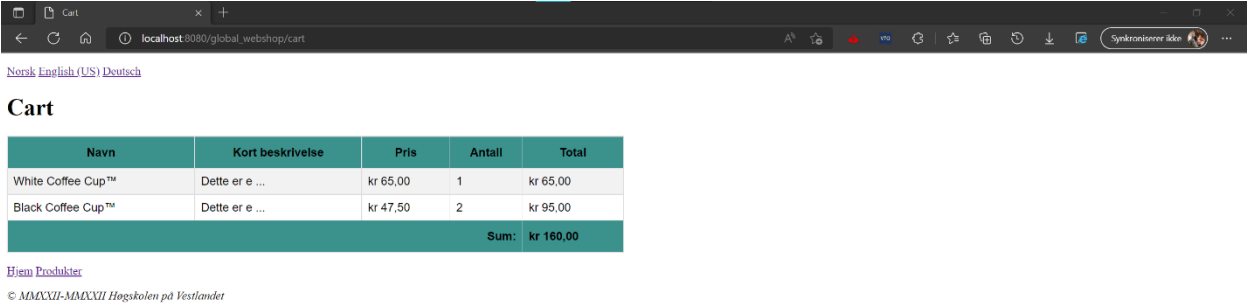 Cart
localhost:8080/global_webshop/cart
Synkroniserer ikke
Norsk English (US) Deutsch
Cart
Navn Kort beskrivelse Pris Antall Total
White Coffee Cup™ Dette er e ... kr 65,00 1 kr 65,00
Black Coffee Cup™ Dette er e ... kr 47,50 2 kr 95,00
Sum: kr 160,00
Hjem Produkter
© MMXXII-MMXXII Høgskolen på Vestlandet